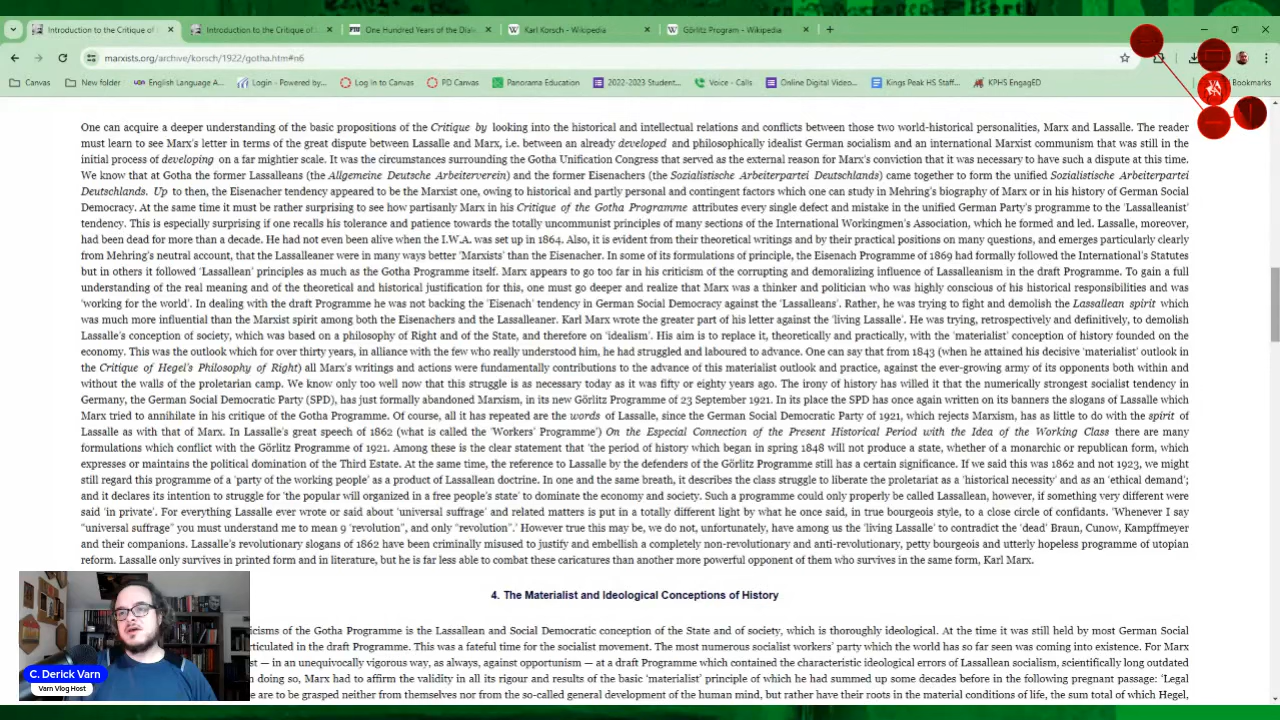 Introduction to the Critique of
Introduction to the Critique of L
One Hundred Years of the Dia
Karl Korsch - Wikipedia
Görlitz Program - Wikipedia
marxists.org/archive/korsch/1922/gotha.htm#n6
Canvas
New folder
English Language A...
Login - Powered by...
Log in to Canvas
PD Canvas
Panorama Education
2022-2023 Student...
Voice - Calls
Online Digital Video...
Kings Peak HS Staff...
KPHS EngagED
Bookmarks
One can acquire a deeper understanding of the basic propositions of the Critique by looking into the historical and intellectual relations and conflicts between those two world-historical personalities, Marx and Lassalle. The reader
must learn to see Marx's letter in terms of the great dispute between Lassalle and Marx, i.e. between an already developed and philosophically idealist German socialism and an international Marxist communism that was still in the
initial process of developing on a far mightier scale. It was the circumstances surrounding the Gotha Unification Congress that served as the external reason for Marx's conviction that it was necessary to have such a dispute at this time.
We know that at Gotha the former Lassalleans (the Allgemeine Deutsche Arbeiterverein) and the former Eisenachers (the Sozialistische Arbeiterpartei Deutschlands) came together to form the unified Sozialistische Arbeiterpartei
Deutschlands. Up to then, the Eisenacher tendency appeared to be the Marxist one, owing to historical and partly personal and contingent factors which one can study in Mehring's biography of Marx or in his history of German Social
Democracy. At the same time it must be rather surprising to see how partisanly Marx in his Critique of the Gotha Programme attributes every single defect and mistake in the unified German Party's programme to the 'Lassalleanist'
tendency. This is especially surprising if one recalls his tolerance and patience towards the totally uncommunist principles of many sections of the International Workingmen's Association, which he formed and led. Lassalle, moreover,
had been dead for more than a decade. He had not even been alive when the I.W.A. was set up in 1864. Also, it is evident from their theoretical writings and by their practical positions on many questions, and emerges particularly clearly
from Mehring's neutral account, that the Lassalleaner were in many ways better 'Marxists' than the Eisenacher. In some of its formulations of principle, the Eisenach Programme of 1869 had formally followed the International's Statutes
but in others it followed 'Lassallean' principles as much as the Gotha Programme itself. Marx appears to go too far in his criticism of the corrupting and demoralizing influence of Lassalleanism in the draft Programme. To gain a full
understanding of the real meaning and of the theoretical and historical justification for this, one must go deeper and realize that Marx was a thinker and politician who was highly conscious of his historical responsibilities and was
'working for the world'. In dealing with the draft Programme he was not backing the 'Eisenach' tendency in German Social Democracy against the 'Lassalleans'. Rather, he was trying to fight and demolish the Lassallean spirit which
was much more influential than the Marxist spirit among both the Eisenachers and the Lassalleaner. Karl Marx wrote the greater part of his letter against the 'living Lassalle'. He was trying, retrospectively and definitively, to demolish
Lassalle's conception of society, which was based on a philosophy of Right and of the State, and therefore on 'idealism'. His aim is to replace it, theoretically and practically, with the 'materialist' conception of history founded on the
economy. This was the outlook which for over thirty years, in alliance with the few who really understood him, he had struggled and laboured to advance. One can say that from 1843 (when he attained his decisive 'materialist' outlook in
the Critique of Hegel's Philosophy of Right) all Marx's writings and actions were fundamentally contributions to the advance of this materialist outlook and practice, against the ever-growing army of its opponents both within and
without the walls of the proletarian camp. We know only too well now that this struggle is as necessary today as it was fifty or eighty years ago. The irony of history has willed it that the numerically strongest socialist tendency in
Germany, the German Social Democratic Party (SPD), has just formally abandoned Marxism, in its new Görlitz Programme of 23 September 1921. In its place the SPD has once again written on its banners the slogans of Lassalle which
Marx tried to annihilate in his critique of the Gotha Programme. Of course, all it has repeated are the words of Lassalle, since the German Social Democratic Party of 1921, which rejects Marxism, has as little to do with the spirit of
Lassalle as with that of Marx. In Lassalle's great speech of 1862 (what is called the 'Workers' Programme') On the Especial Connection of the Present Historical Period with the Idea of the Working Class there are many
formulations which conflict with the Görlitz Programme of 1921. Among these is the clear statement that 'the period of history which began in spring 1848 will not produce a state, whether of a monarchic or republican form, which
expresses or maintains the political domination of the Third Estate. At the same time, the reference to Lassalle by the defenders of the Görlitz Programme still has a certain significance. If we said this was 1862 and not 1923, we might
still regard this programme of a 'party of the working people' as a product of Lassallean doctrine. In one and the same breath, it describes the class struggle to liberate the proletariat as a 'historical necessity' and as an 'ethical demand';
and it declares its intention to struggle for 'the popular will organized in a free people's state' to dominate the economy and society. Such a programme could only properly be called Lassallean, however, if something very different were
said 'in private'. For everything Lassalle ever wrote or said about 'universal suffrage' and related matters is put in a totally different light by what he once said, in true bourgeois style, to a close circle of confidants. 'Whenever I say
"universal suffrage" you must understand me to mean 9 "revolution", and only "revolution".' However true this may be, we do not, unfortunately, have among us the 'living Lassalle' to contradict the 'dead' Braun, Cunow, Kampffmeyer
and their companions. Lassalle's revolutionary slogans of 1862 have been criminally misused to justify and embellish a completely non-revolutionary and anti-revolutionary, petty bourgeois and utterly hopeless programme of utopian
reform. Lassalle only survives in printed form and in literature, but he is far less able to combat these caricatures than another more powerful opponent of them who survives in the same form, Karl Marx.
4. The Materialist and Ideological Conceptions of History
icisms of the Gotha Programme is the Lassallean and Social Democratic conception of the State and of society, which is thoroughly ideological. At the time it was still held by most German Social
articulated in the Programme. This was a fateful time for the socialist movement. The most numerous socialist workers' party which the world has so far seen was coming into existence. For Marx
st — in an unequivocally vigorous way, as always, against opportunism — at a draft Programme which contained the characteristic ideological errors of Lassallean socialism, scientifically long outdated
n doing so, Marx had to affirm the validity in all its rigour and results of the basic 'materialist' principle of which he had summed up some decades before in the following pregnant passage: 'Legal
e are to be grasped neither from themselves nor from the so-called general development of the human mind, but rather have their roots in the material conditions of life, the sum total of which Hegel,
C. Derick Varn
Varn Vlog Host